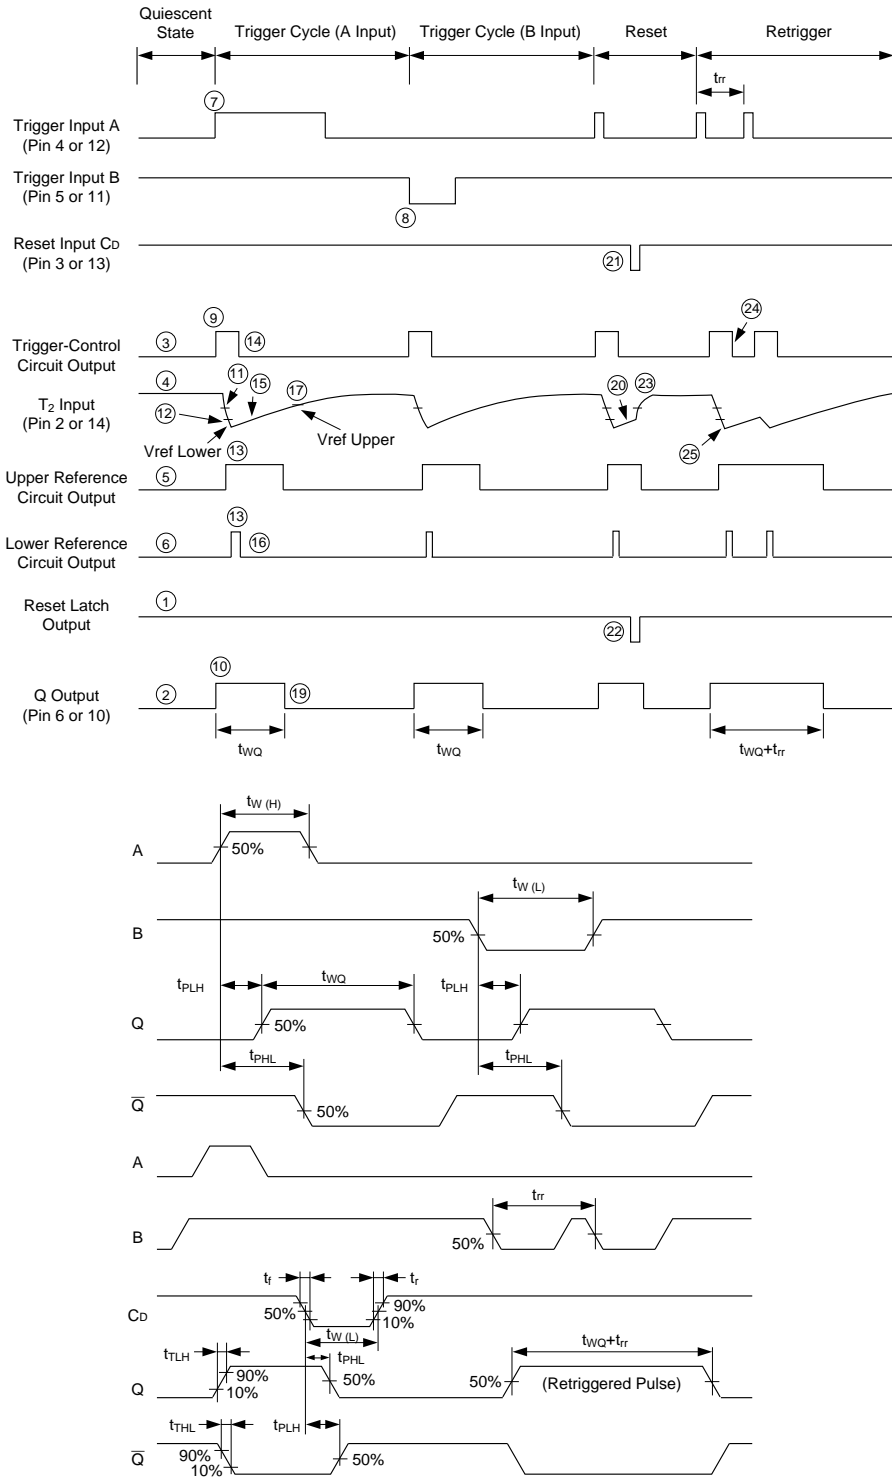 Quiescent
State
Trigger Cycle (A Input)
Trigger Cycle (B Input)
Reset
Retrigger
trr
7
Trigger Input A
(Pin 4 or 12)
Trigger Input B
(Pin 5 or 11)
8
Reset Input CD
(Pin 3 or 13)
21
9
24
Trigger-Control
Circuit Output
3
14
4
11
15
17
20
23
T2 Input
(Pin 2 or 14)
12
Vref Lower
Vref Upper
25
13
Upper Reference
Circuit Output
5
13
Lower Reference
Circuit Output
6
16
1
Reset Latch
Output
22
10
Q Output
(Pin 6 or 10)
2
19
tWQ
tWQ
tWQ+trr
tW (H)
A
50%
tW (L)
B
50%
tPLH
tWQ
tPLH
Q
50%
tPHL
tPHL
Q
50%
A
trr
B
50%
tf
tr
CD
50%
90%
10%
tW (L)
tWQ+trr
tTLH
tPHL
Q
90%
10%
50%
50%
(Retriggered Pulse)
tTHL
tPLH
Q
90%
10%
50%